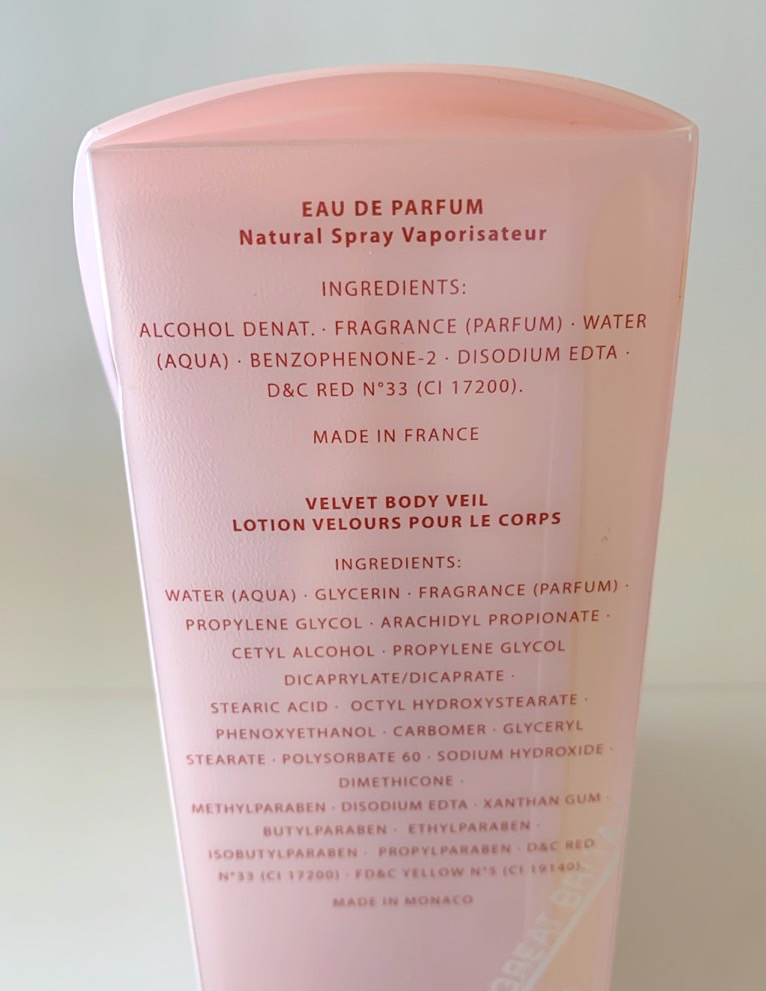 EAU DE PARFUM
Natural Spray Vaporisateur
INGREDIENTS:
ALCOHOL DENAT. · FRAGRANCE (PARFUM) · WATER
(AQUA) · BENZOPHENONE-2 · DISODIUM EDTA ·
D&C RED N°33 (CI 17200).
MADE IN FRANCE
VELVET BODY VEIL
LOTION VELOURS POUR LE CORPS
INGREDIENTS:
WATER (AQUA) · GLYCERIN · FRAGRANCE (PARFUM) ·
PROPYLENE GLYCOL · ARACHIDYL PROPIONATE ·
CETYL ALCOHOL · PROPYLENE GLYCOL
DICAPRYLATE/DICAPRATE ·
STEARIC ACID · OCTYL HYDROXYSTEARATE ·
PHENOXYETHANOL · CARBOMER · GLYCERYL
STEARATE · POLYSORBATE 60 · SODIUM HYDROXIDE ·
DIMETHICONE ·
METHYLPARABEN · DISODIUM EDTA · XANTHAN GUM ·
BUTYLPARABEN · ETHYLPARABEN ·
ISOBUTYLPARABEN · PROPYLPARABEN · D&C RED
N°33 (CI 17200) · FD&C YELLOW N°5 (CI 19140).
MADE IN MONACO
GREAT